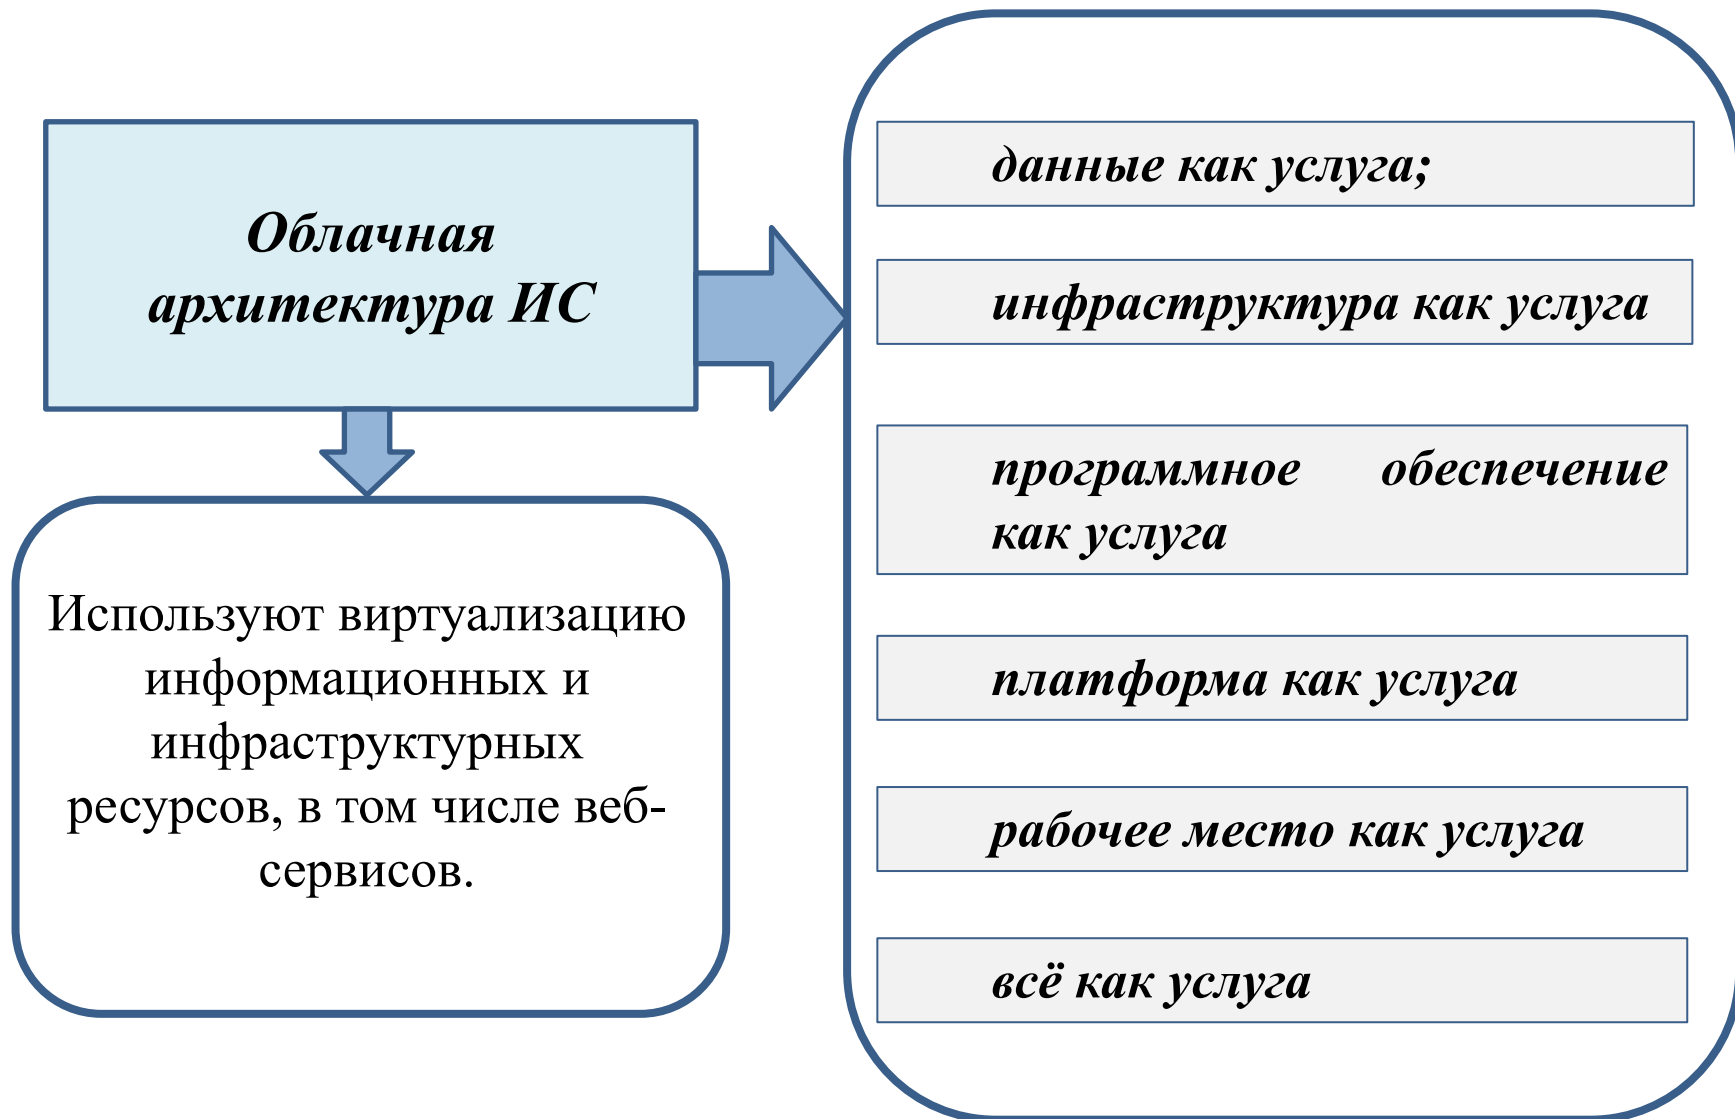 Облачная
архитектура ИС
Используют виртуализацию
информационных и
инфраструктурных
ресурсов, в том числе веб-
сервисов.
данные как услуга;
инфраструктура как услуга
программное обеспечение
как услуга
платформа как услуга
рабочее место как услуга
всё как услуга